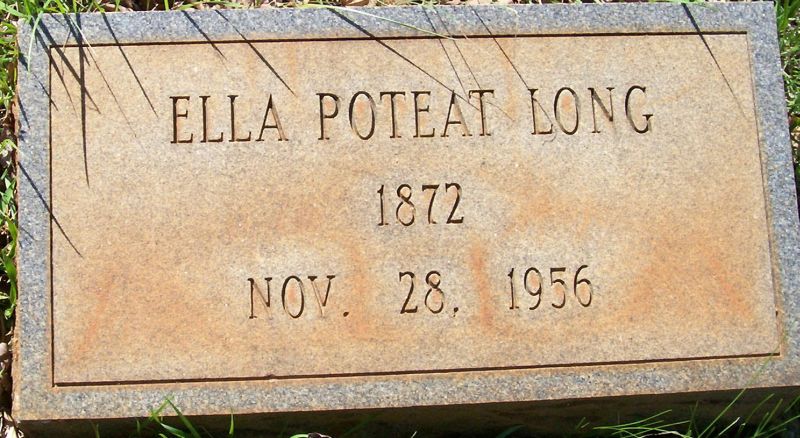 ELLA POTEAT LONG
1872
NOV. 28, 1956